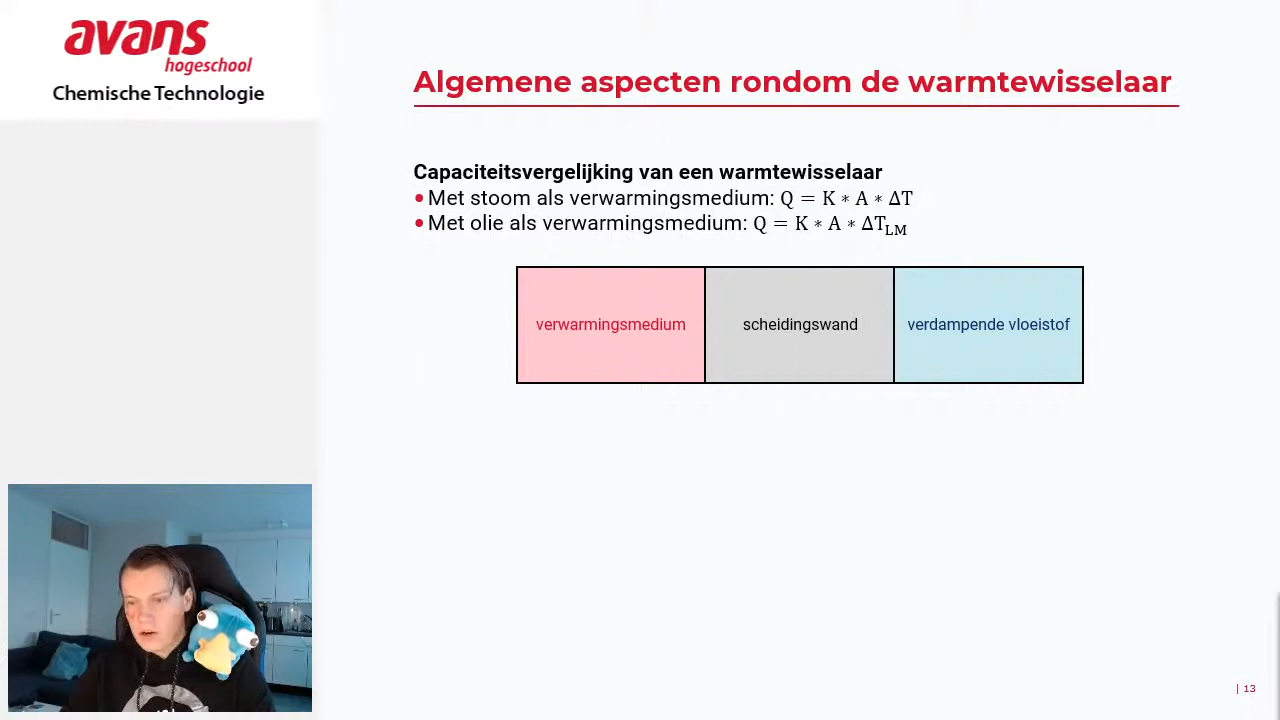 avans
hogeschool
Chemische Technologie
Algemene aspecten rondom de warmtewisselaar
Capaciteitsvergelijking van een warmtewisselaar
• Met stoom als verwarmingsmedium: Q = K ∗ A ∗ ΔT
• Met olie als verwarmingsmedium: Q = K ∗ A ∗ ΔT_LM
verwarmingsmedium
scheidingswand
verdampende vloeistof
| 13